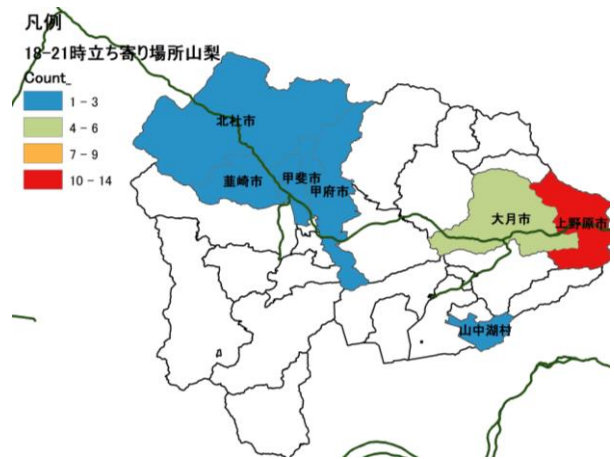 凡例
18-21時立ち寄り場所山梨
Count_
1 - 3
4 - 6
7 - 9
10 - 14
北杜市
韮崎市
甲斐市
甲府市
大月市
上野原市
山中湖村